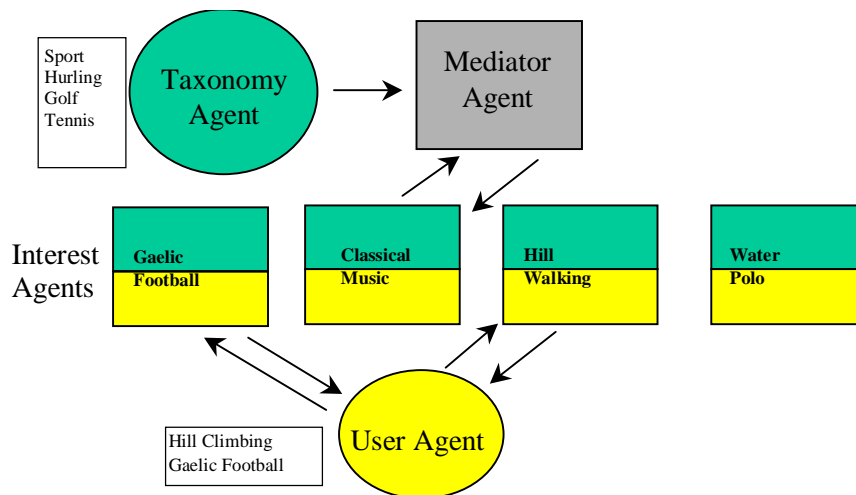 Sport
Hurling
Golf
Tennis
Taxonomy
Agent
Mediator
Agent
Interest
Agents
Gaelic
Football
Classical
Music
Hill
Walking
Water
Polo
Hill Climbing
Gaelic Football
User Agent